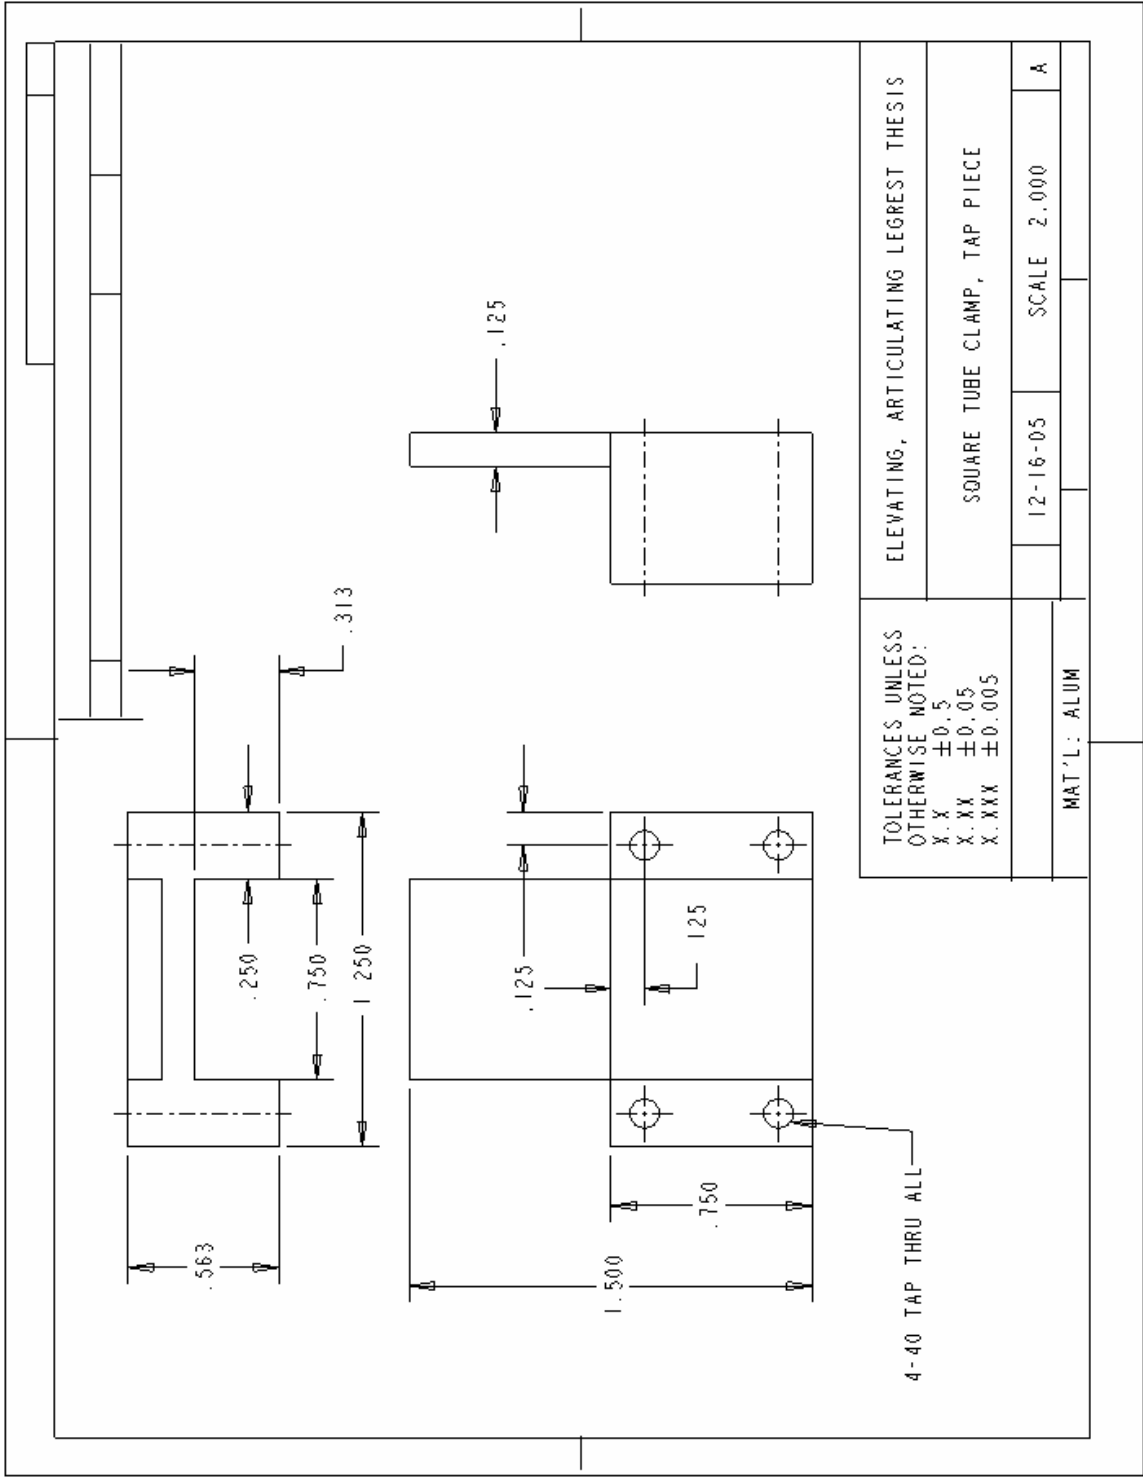 .563
.313
.250
.750
1.250
.125
.125
.125
1.500
.750
4-40 TAP THRU ALL
TOLERANCES UNLESS
OTHERWISE NOTED:
X.X ±0.5
X.XX ±0.05
X.XXX ±0.005
MAT'L: ALUM
ELEVATING, ARTICULATING LEGREST THESIS
SQUARE TUBE CLAMP, TAP PIECE
12-16-05
SCALE 2.000
A